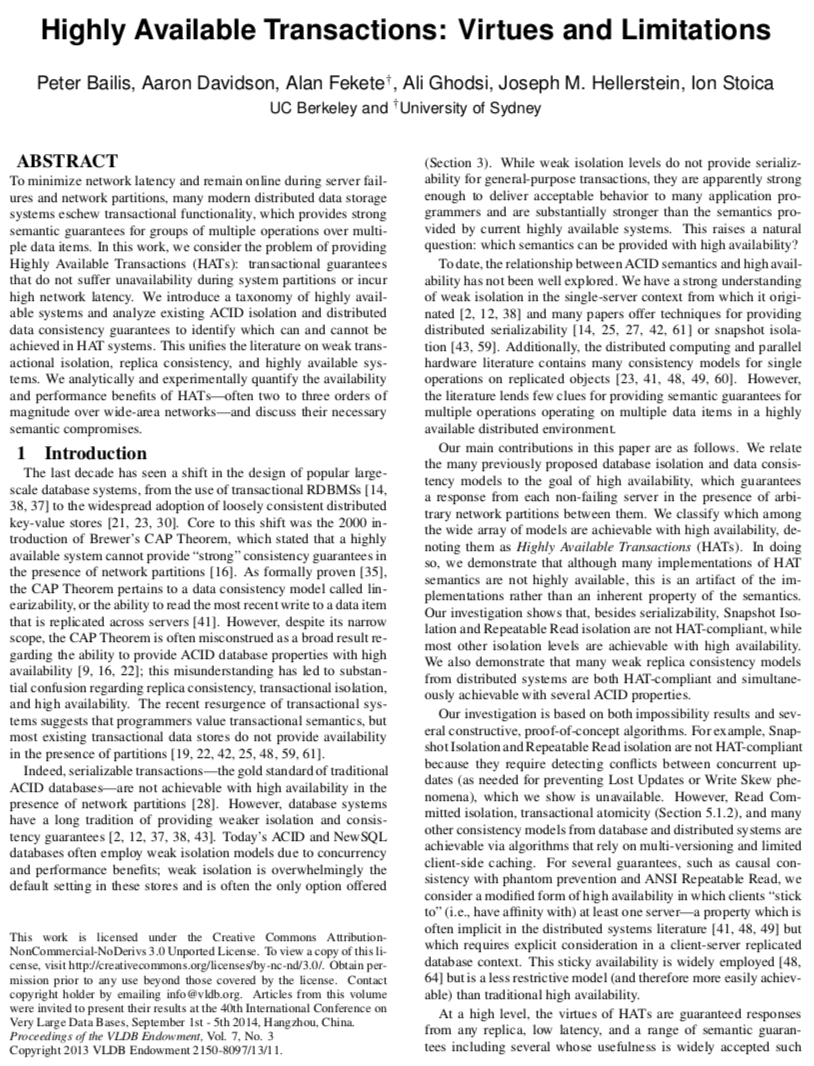 Highly Available Transactions: Virtues and Limitations
Peter Bailis, Aaron Davidson, Alan Fekete†, Ali Ghodsi, Joseph M. Hellerstein, Ion Stoica
UC Berkeley and †University of Sydney
ABSTRACT
To minimize network latency and remain online during server fail-
ures and network partitions, many modern distributed data storage
systems eschew transactional functionality, which provides strong
semantic guarantees for groups of multiple operations over multi-
ple data items. In this work, we consider the problem of providing
Highly Available Transactions (HATs): transactional guarantees
that do not suffer unavailability during system partitions or incur
high network latency. We introduce a taxonomy of highly avail-
able systems and analyze existing ACID isolation and distributed
data consistency guarantees to identify which can and cannot be
achieved in HAT systems. This unifies the literature on weak trans-
actional isolation, replica consistency, and highly available sys-
tems. We analytically and experimentally quantify the availability
and performance benefits of HATs—often two to three orders of
magnitude over wide-area networks—and discuss their necessary
semantic compromises.
1 Introduction
The last decade has seen a shift in the design of popular large-
scale database systems, from the use of transactional RDBMSs [14,
38, 37] to the widespread adoption of loosely consistent distributed
key-value stores [21, 23, 30]. Core to this shift was the 2000 in-
troduction of Brewer's CAP Theorem, which stated that a highly
available system cannot provide “strong” consistency guarantees in
the presence of network partitions [16]. As formally proven [35],
the CAP Theorem pertains to a data consistency model called lin-
earizability, or the ability to read the most recent write to a data item
that is replicated across servers [41]. However, despite its narrow
scope, the CAP Theorem is often misconstrued as a broad result re-
garding the ability to provide ACID database properties with high
availability [9, 16, 22]; this misunderstanding has led to substan-
tial confusion regarding replica consistency, transactional isolation,
and high availability. The recent resurgence of transactional sys-
tems suggests that programmers value transactional semantics, but
most existing transactional data stores do not provide availability
in the presence of partitions [19, 22, 42, 25, 48, 59, 61].
Indeed, serializable transactions—the gold standard of traditional
ACID databases—are not achievable with high availability in the
presence of network partitions [28]. However, database systems
have a long tradition of providing weaker isolation and consis-
tency guarantees [2, 12, 37, 38, 43]. Today's ACID and NewSQL
databases often employ weak isolation models due to concurrency
and performance benefits; weak isolation is overwhelmingly the
default setting in these stores and is often the only option offered
This work is licensed under the Creative Commons Attribution-
NonCommercial-NoDerivs 3.0 Unported License. To view a copy of this li-
cense, visit http://creativecommons.org/licenses/by-nc-nd/3.0/. Obtain per-
mission prior to any use beyond those covered by the license. Contact
copyright holder by emailing info@vldb.org. Articles from this volume
were invited to present their results at the 40th International Conference on
Very Large Data Bases, September 1st - 5th 2014, Hangzhou, China.
Proceedings of the VLDB Endowment, Vol. 7, No. 3
Copyright 2013 VLDB Endowment 2150-8097/13/11.
(Section 3). While weak isolation levels do not provide serializ-
ability for general-purpose transactions, they are apparently strong
enough to deliver acceptable behavior to many application pro-
grammers and are substantially stronger than the semantics pro-
vided by current highly available systems. This raises a natural
question: which semantics can be provided with high availability?
To date, the relationship between ACID semantics and high avail-
ability has not been well explored. We have a strong understanding
of weak isolation in the single-server context from which it origi-
nated [2, 12, 38] and many papers offer techniques for providing
distributed serializability [14, 25, 27, 42, 61] or snapshot isola-
tion [43, 59]. Additionally, the distributed computing and parallel
hardware literature contains many consistency models for single
operations on replicated objects [23, 41, 48, 49, 60]. However,
the literature lends few clues for providing semantic guarantees for
multiple operations operating on multiple data items in a highly
available distributed environment.
Our main contributions in this paper are as follows. We relate
the many previously proposed database isolation and data consis-
tency models to the goal of high availability, which guarantees
a response from each non-failing server in the presence of arbi-
trary network partitions between them. We classify which among
the wide array of models are achievable with high availability, de-
noting them as Highly Available Transactions (HATs). In doing
so, we demonstrate that although many implementations of HAT
semantics are not highly available, this is an artifact of the im-
plementations rather than an inherent property of the semantics.
Our investigation shows that, besides serializability, Snapshot Iso-
lation and Repeatable Read isolation are not HAT-compliant, while
most other isolation levels are achievable with high availability.
We also demonstrate that many weak replica consistency models
from distributed systems are both HAT-compliant and simultane-
ously achievable with several ACID properties.
Our investigation is based on both impossibility results and sev-
eral constructive, proof-of-concept algorithms. For example, Snap-
shot Isolation and Repeatable Read isolation are not HAT-compliant
because they require detecting conflicts between concurrent up-
dates (as needed for preventing Lost Updates or Write Skew phe-
nomena), which we show is unavailable. However, Read Com-
mitted isolation, transactional atomicity (Section 5.1.2), and many
other consistency models from database and distributed systems are
achievable via algorithms that rely on multi-versioning and limited
client-side caching. For several guarantees, such as causal con-
sistency with phantom prevention and ANSI Repeatable Read, we
consider a modified form of high availability in which clients “stick
to” (i.e., have affinity with) at least one server—a property which is
often implicit in the distributed systems literature [41, 48, 49] but
which requires explicit consideration in a client-server replicated
database context. This sticky availability is widely employed [48,
64] but is a less restrictive model (and therefore more easily achiev-
able) than traditional high availability.
At a high level, the virtues of HATs are guaranteed responses
from any replica, low latency, and a range of semantic guaran-
tees including several whose usefulness is widely accepted such